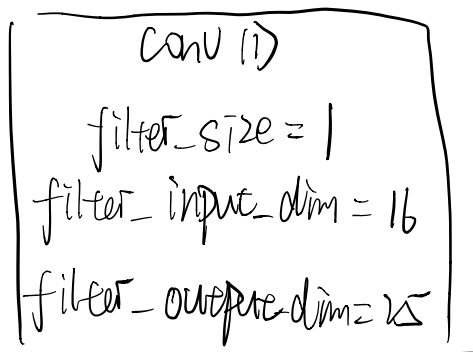 conv (1)
filter_size = 1
filter_input_dim = 16
filter_output_dim = 25